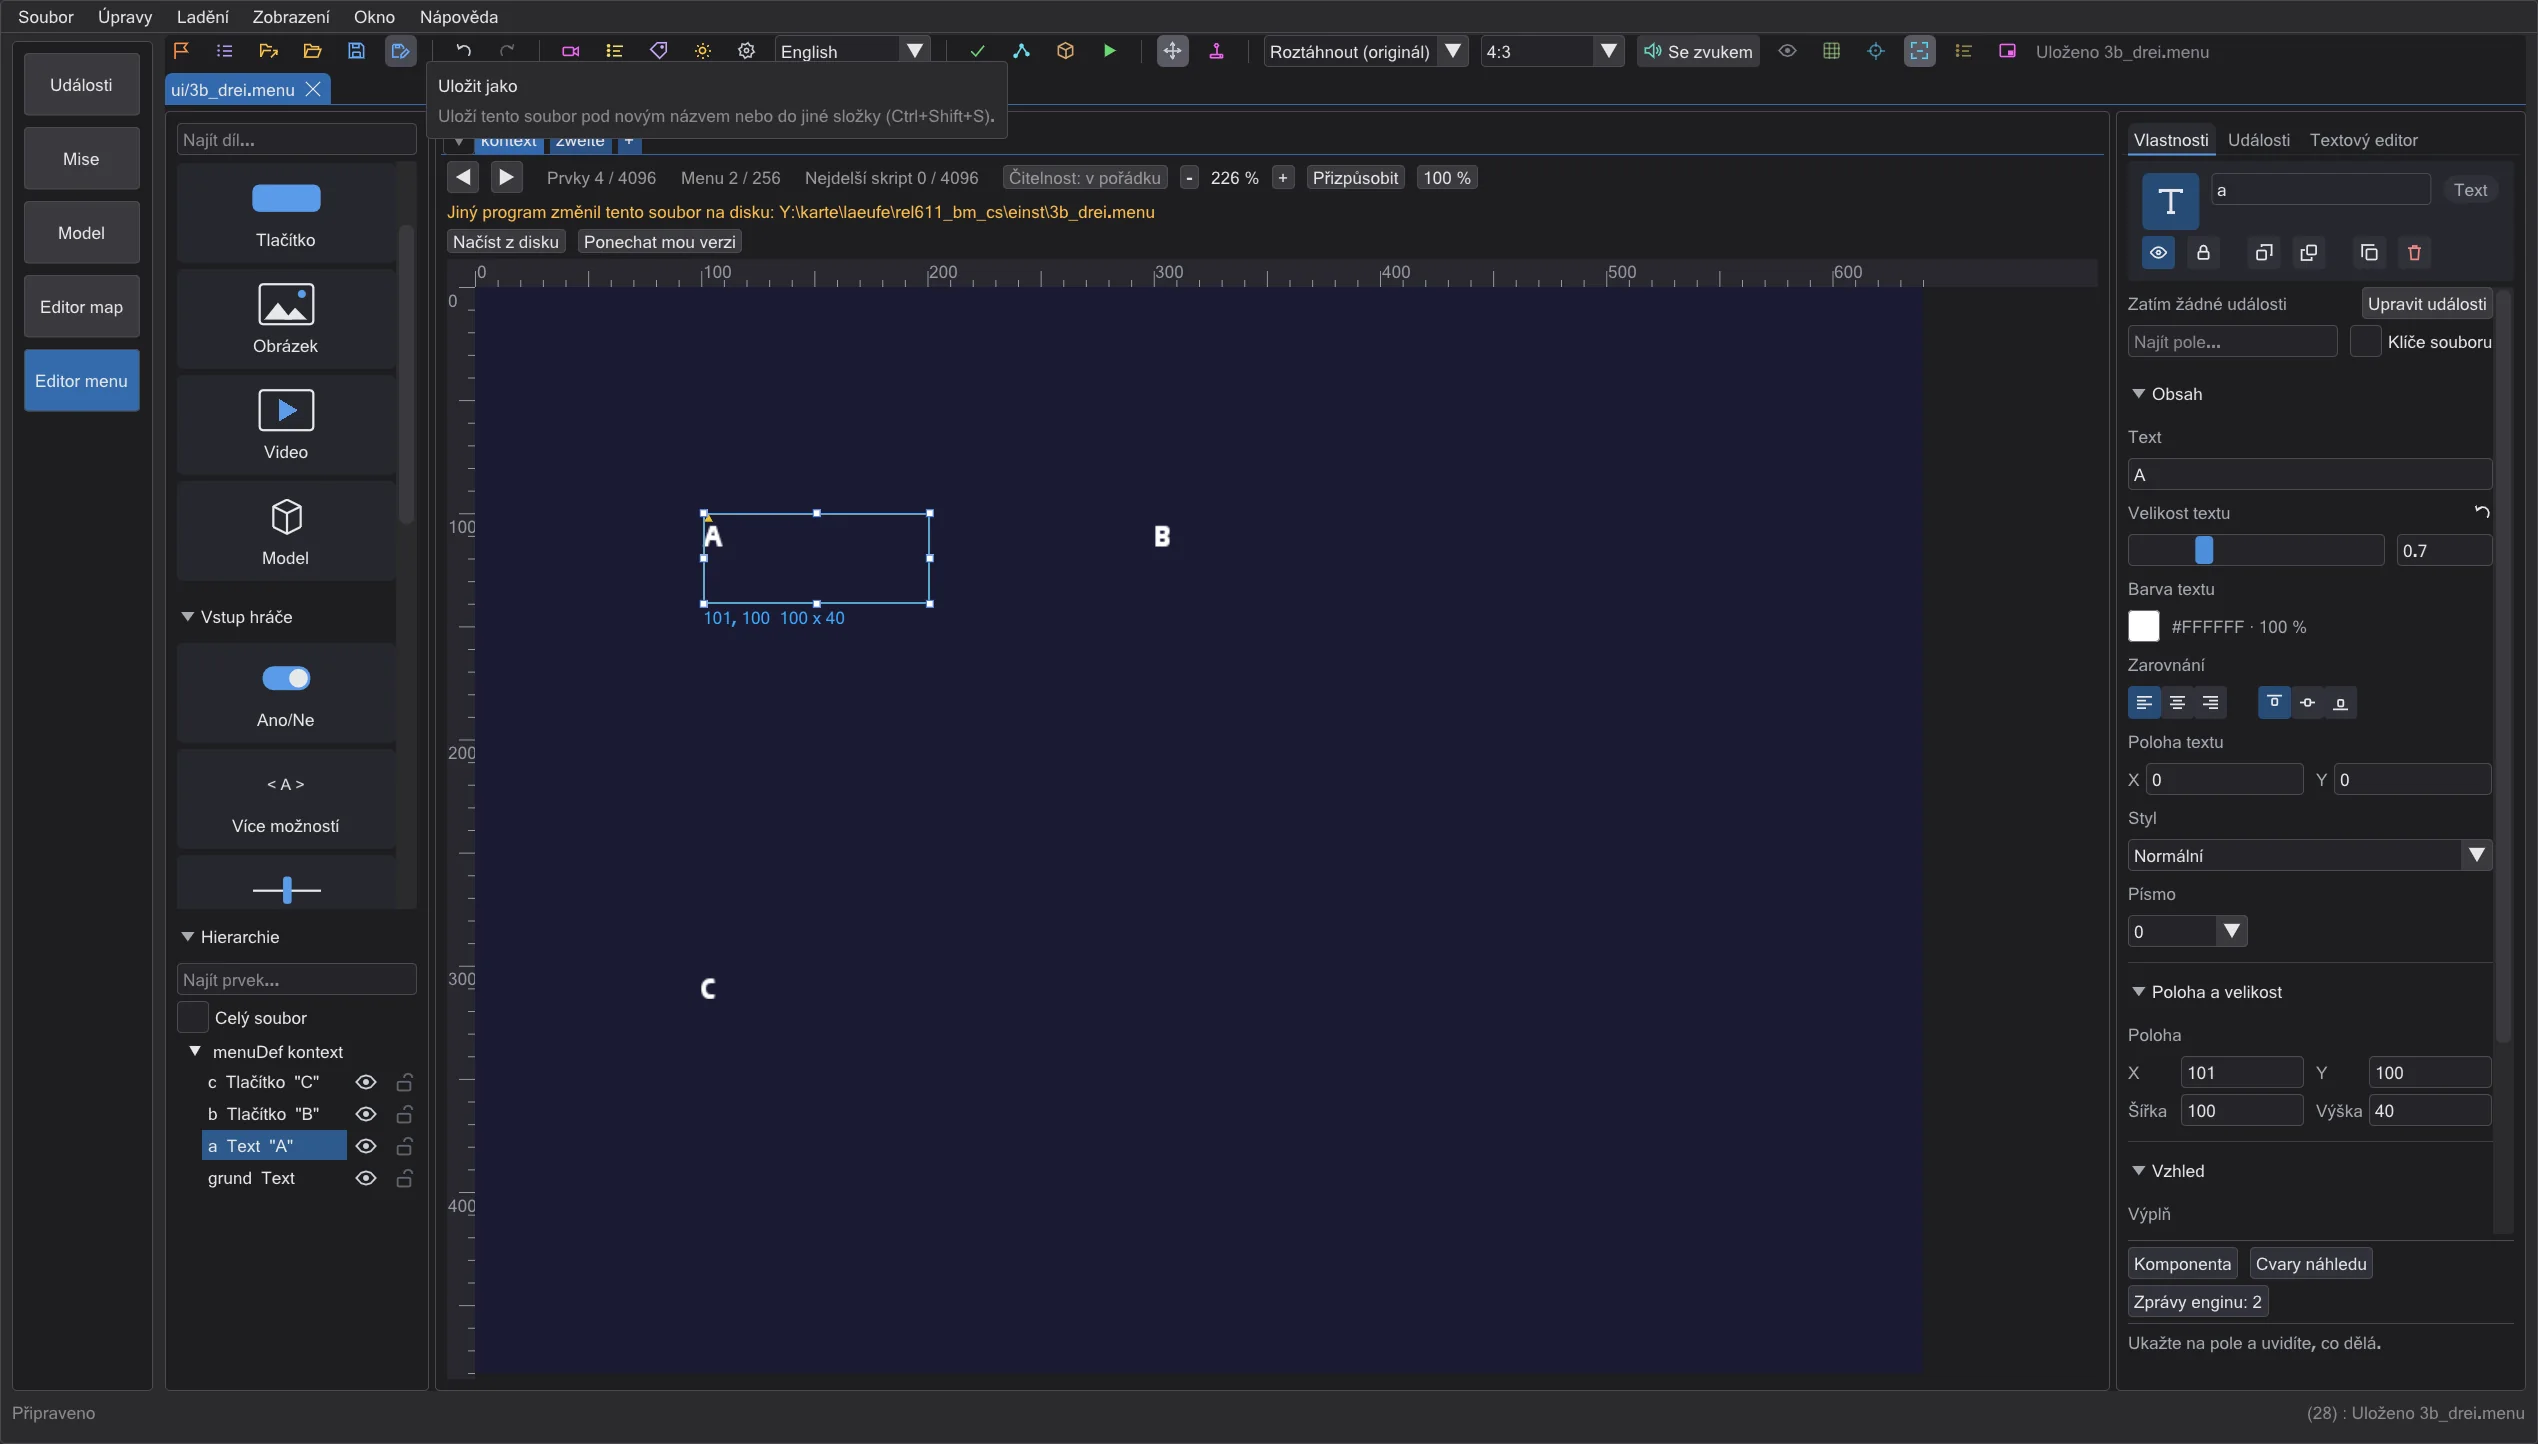 Soubor Úpravy Ladění Zobrazení Okno Nápověda
English
Roztáhnout (originál)
4:3
Se zvukem
Uloženo 3b_drei.menu
Události
Mise
Model
Editor map
Editor menu
ui/3b_drei.menu
Uložit jako
Uloží tento soubor pod novým názvem nebo do jiné složky (Ctrl+Shift+S).
Najít díl...
Tlačítko
Obrázek
Video
Model
Vstup hráče
Ano/Ne
< A >
Více možností
Hierarchie
Najít prvek...
Celý soubor
menuDef kontext
c Tlačítko "C"
b Tlačítko "B"
a Text "A"
grund Text
kontext zweite +
Prvky 4 / 4096 Menu 2 / 256 Nejdelší skript 0 / 4096 Čitelnost: v pořádku - 226 % + Přizpůsobit 100 %
Jiný program změnil tento soubor na disku: Y:\karte\laeufe\rel611_bm_cs\einst\3b_drei.menu
Načíst z disku Ponechat mou verzi
0 100 200 300 400 500 600
0
100
200
300
400
A
B
101, 100 100 x 40
C
Vlastnosti Události Textový editor
T a Text
Zatím žádné události Upravit události
Najít pole... Klíče souboru
Obsah
Text
A
Velikost textu
0.7
Barva textu
#FFFFFF · 100 %
Zarovnání
Poloha textu
X 0 Y 0
Styl
Normální
Písmo
0
Poloha a velikost
Poloha
X 101 Y 100
Šířka 100 Výška 40
Vzhled
Výplň
Komponenta Cvary náhledu
Zprávy enginu: 2
Ukažte na pole a uvidíte, co dělá.
Připraveno
(28) : Uloženo 3b_drei.menu